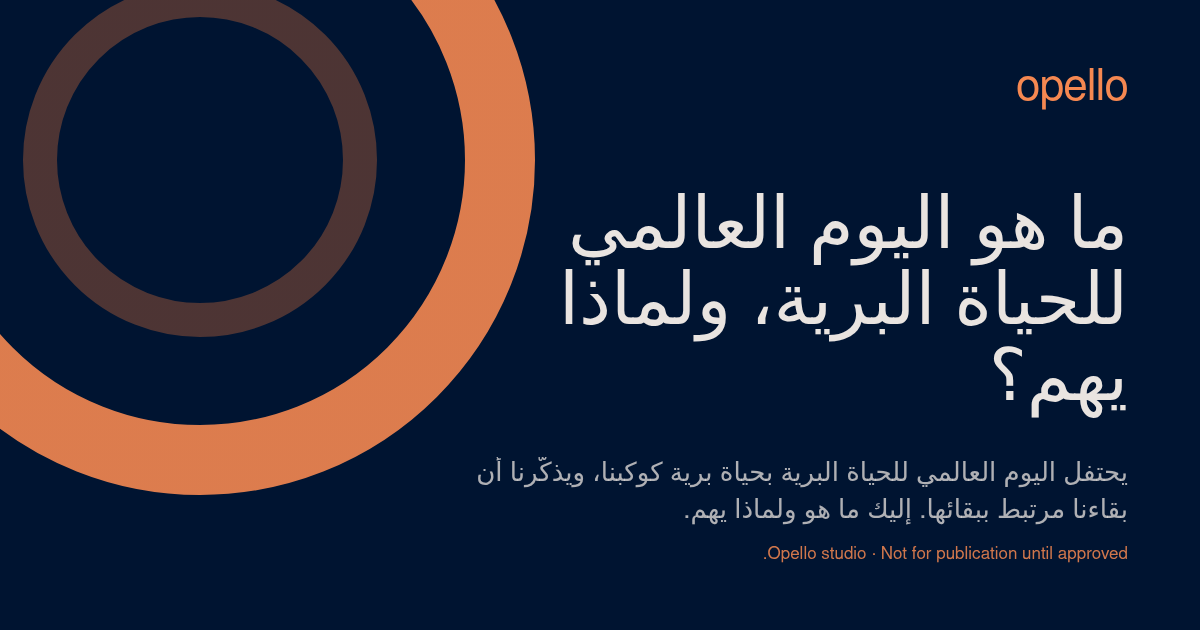 opello
ما هو اليوم العالمي
للحياة البرية، ولماذا
يهم؟
يحتفل اليوم العالمي للحياة البرية بحياة برية كوكبنا، ويذكّرنا أن
بقاءنا مرتبط ببقائها. إليك ما هو ولماذا يهم.
Opello studio · Not for publication until approved.